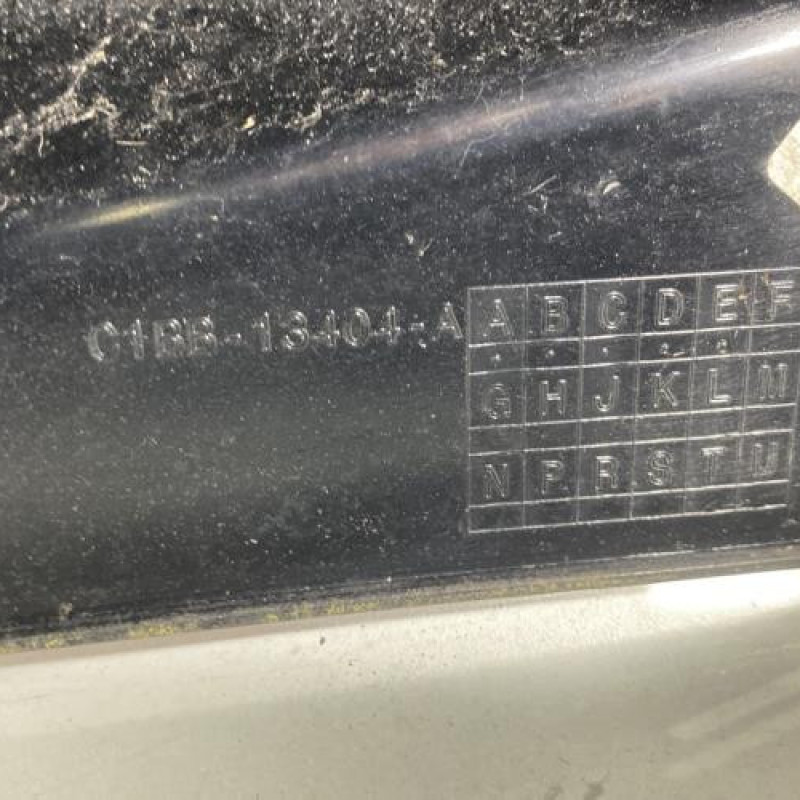 C1BB-13404-A
A B C D E F
G H J K L M
N P R S T U